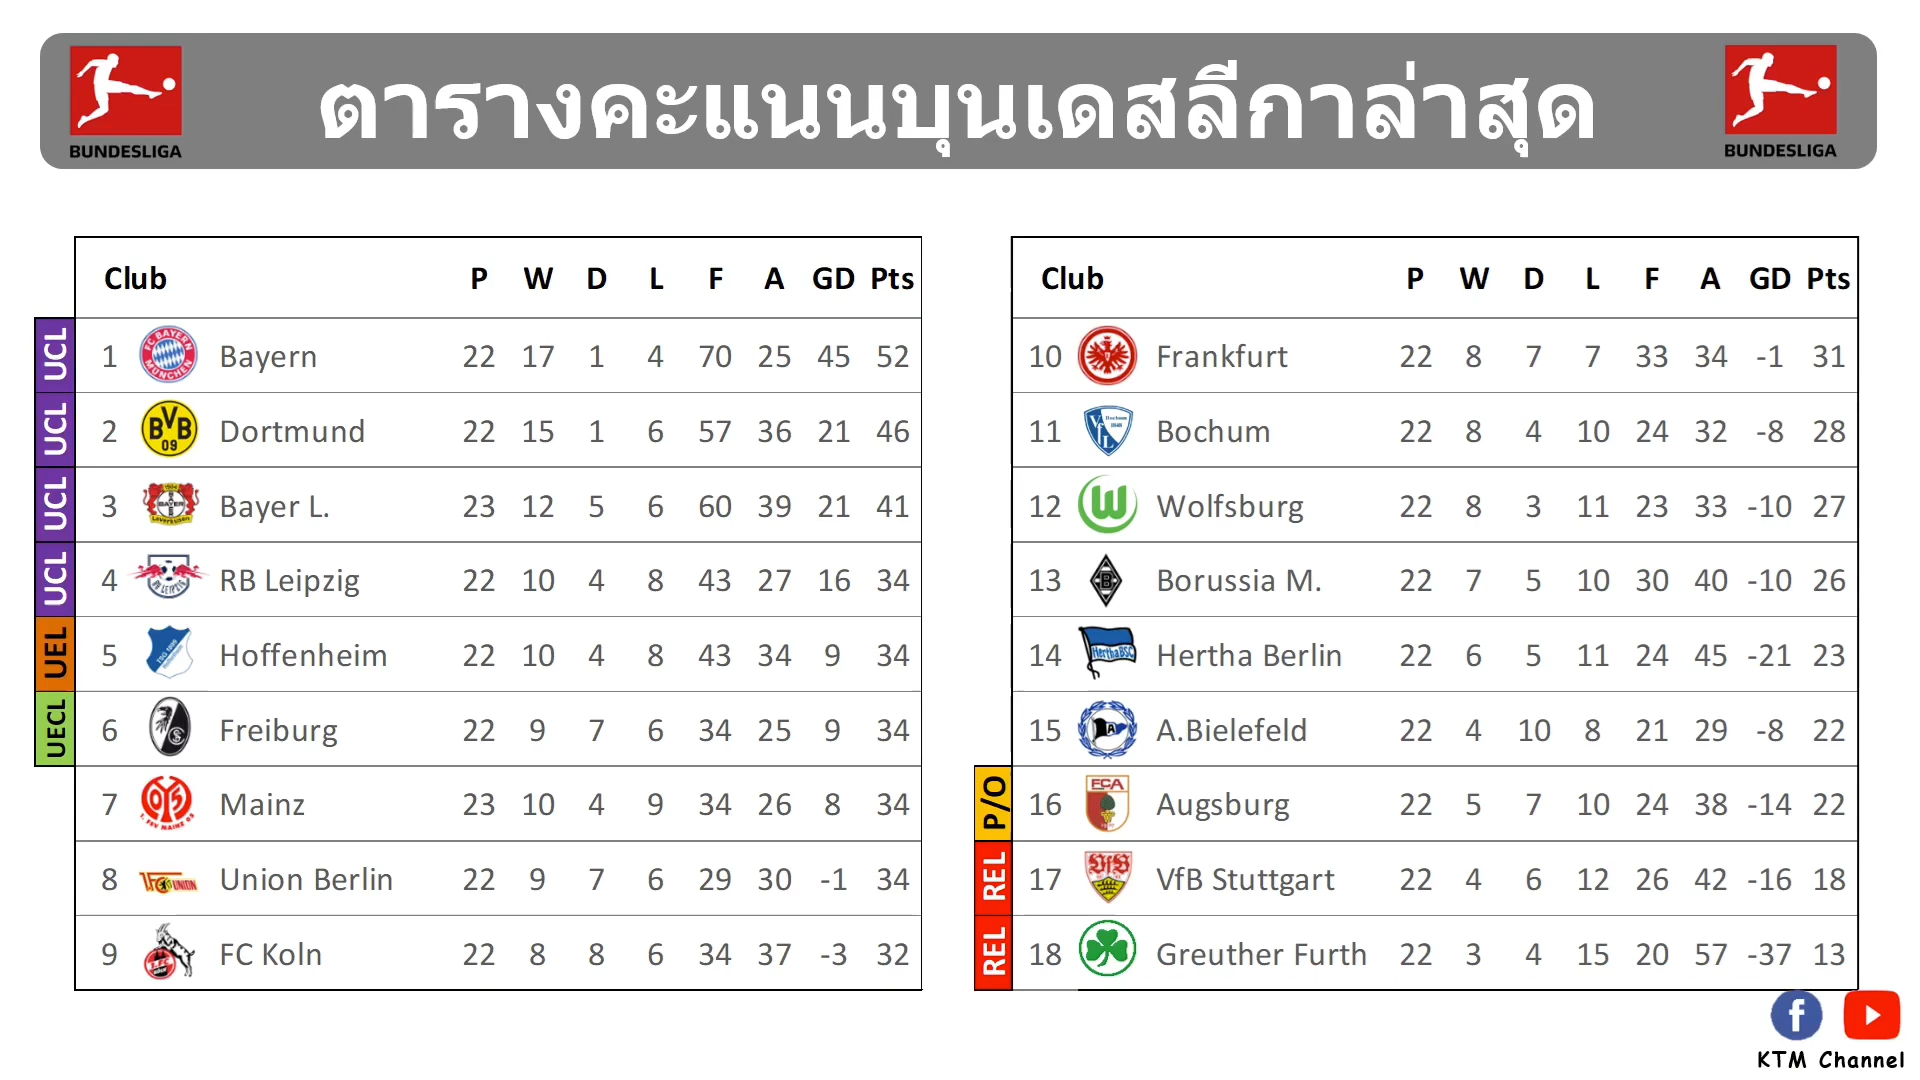 ตารางคะแนนบุนเดสลีกาล่าสุด
BUNDESLIGA
BUNDESLIGA
Club P W D L F A GD Pts
UCL 1 Bayern 22 17 1 4 70 25 45 52
UCL 2 Dortmund 22 15 1 6 57 36 21 46
UCL 3 Bayer L. 23 12 5 6 60 39 21 41
UCL 4 RB Leipzig 22 10 4 8 43 27 16 34
UEL 5 Hoffenheim 22 10 4 8 43 34 9 34
UECL 6 Freiburg 22 9 7 6 34 25 9 34
7 Mainz 23 10 4 9 34 26 8 34
8 Union Berlin 22 9 7 6 29 30 -1 34
9 FC Koln 22 8 8 6 34 37 -3 32
Club P W D L F A GD Pts
10 Frankfurt 22 8 7 7 33 34 -1 31
11 Bochum 22 8 4 10 24 32 -8 28
12 Wolfsburg 22 8 3 11 23 33 -10 27
13 Borussia M. 22 7 5 10 30 40 -10 26
14 Hertha Berlin 22 6 5 11 24 45 -21 23
15 A.Bielefeld 22 4 10 8 21 29 -8 22
P/O 16 Augsburg 22 5 7 10 24 38 -14 22
REL 17 VfB Stuttgart 22 4 6 12 26 42 -16 18
REL 18 Greuther Furth 22 3 4 15 20 57 -37 13
KTM Channel